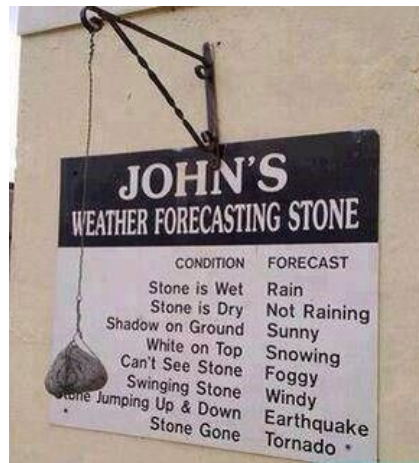 JOHN'S
WEATHER FORECASTING STONE
CONDITION FORECAST
Stone is Wet Rain
Stone is Dry Not Raining
Shadow on Ground Sunny
White on Top Snowing
Can't See Stone Foggy
Swinging Stone Windy
Stone Jumping Up & Down Earthquake
Stone Gone Tornado